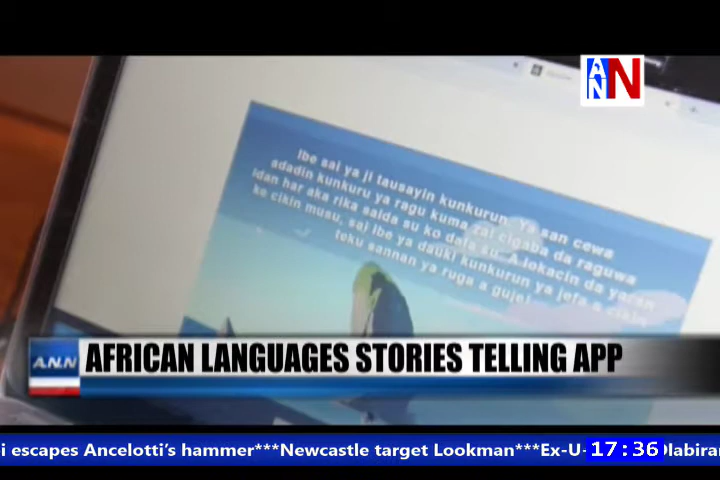 AN
N
Ibe sai ya ji tausayin kunkurun. Ya san cewa
adadin kunkuru ya ragu kuma zai cigaba da raguwa
idan har aka rika saida su ko dafa su. A lokacin da yaran
ke cikin musu, sai Ibe ya dauki kunkurun ya jefa a cikin
teku sannan ya ruga a guje!
A.N.N AFRICAN LANGUAGES STORIES TELLING APP
i escapes Ancelotti's hammer***Newcastle target Lookman***Ex-U- 17:36 Olabiran